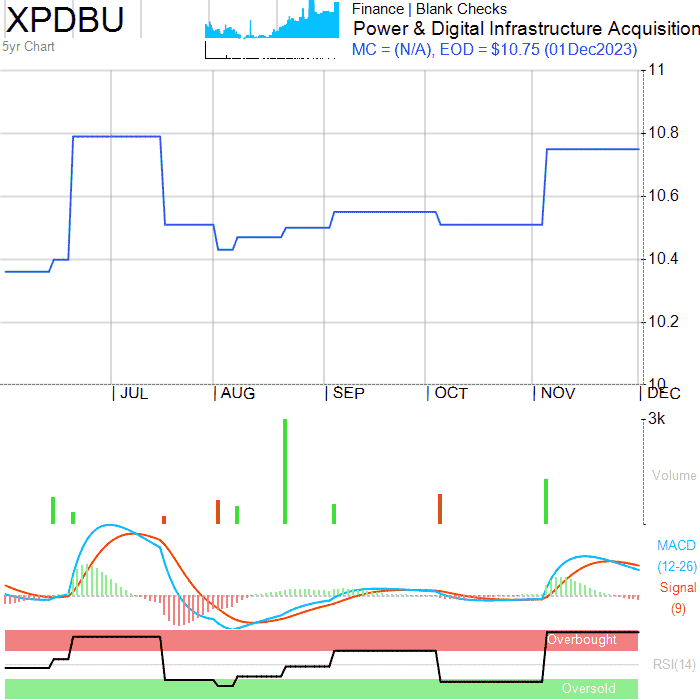 XPDBU
5yr Chart
Finance | Blank Checks
Power & Digital Infrastructure Acquisition
MC = (N/A), EOD = $10.75 (01Dec2023)
11
10.8
10.6
10.4
10.2
10
| JUL | AUG | SEP | OCT | NOV | DEC
3k
Volume
MACD
(12-26)
Signal
(9)
Overbought
RSI(14)
Oversold